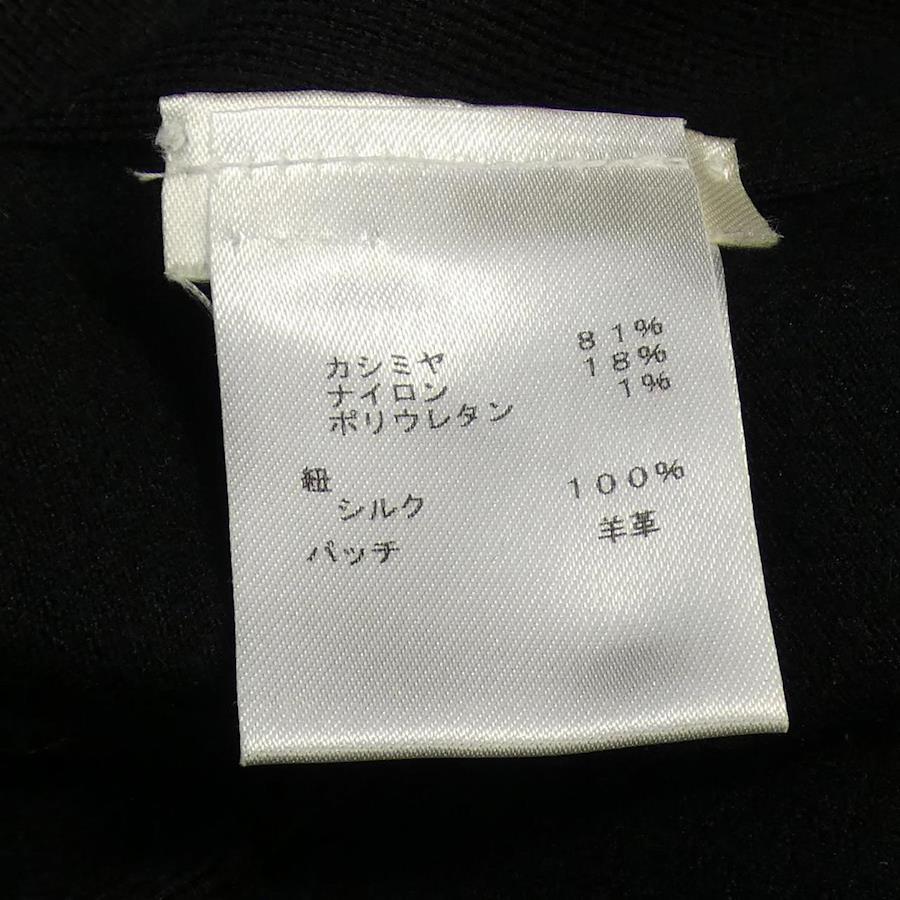 カシミヤ 81%
ナイロン 18%
ポリウレタン 1%
紐
シルク 100%
パッチ 羊革